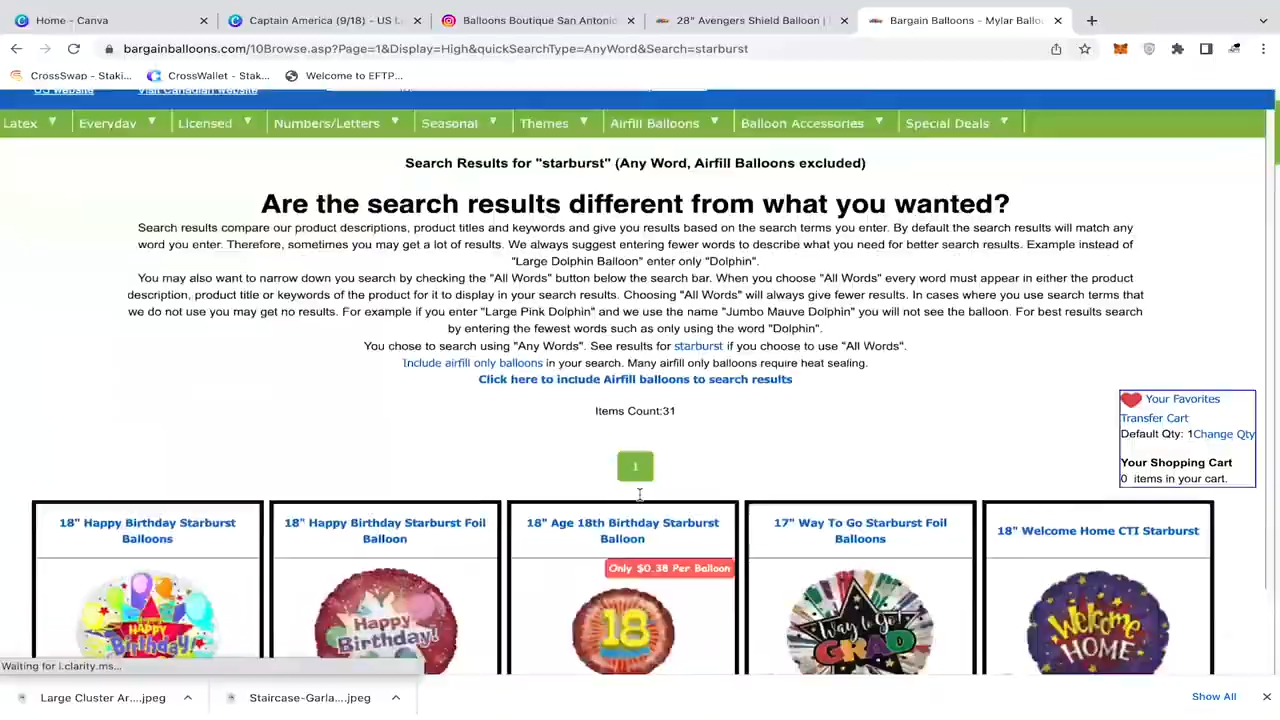 Home - Canva
Captain America (9/18) - US L
Balloons Boutique San Antonio
28" Avengers Shield Balloon |
Bargain Balloons - Mylar Ballo
bargainballoons.com/10Browse.asp?Page=1&Display=High&quickSearchType=AnyWord&Search=starburst
CrossSwap - Staki...
CrossWallet - Stak...
Welcome to EFTP...
US Website
Visit Canadian Website
Latex
Everyday
Licensed
Numbers/Letters
Seasonal
Themes
Airfill Balloons
Balloon Accessories
Special Deals
Search Results for "starburst" (Any Word, Airfill Balloons excluded)
Are the search results different from what you wanted?
Search results compare our product descriptions, product titles and keywords and give you results based on the search terms you enter. By default the search results will match any
word you enter. Therefore, sometimes you may get a lot of results. We always suggest entering fewer words to describe what you need for better search results. Example instead of
"Large Dolphin Balloon" enter only "Dolphin".
You may also want to narrow down you search by checking the "All Words" button below the search bar. When you choose "All Words" every word must appear in either the product
description, product title or keywords of the product for it to display in your search results. Choosing "All Words" will always give fewer results. In cases where you use search terms that
we do not use you may get no results. For example if you enter "Large Pink Dolphin" and we use the name "Jumbo Mauve Dolphin" you will not see the balloon. For best results search
by entering the fewest words such as only using the word "Dolphin".
You chose to search using "Any Words". See results for starburst if you choose to use "All Words".
Include airfill only balloons in your search. Many airfill only balloons require heat sealing.
Click here to include Airfill balloons to search results
Your Favorites
Transfer Cart
Default Qty: 1Change Qty
Your Shopping Cart
0 items in your cart.
Items Count:31
1
18" Happy Birthday Starburst
Balloons
18" Happy Birthday Starburst Foil
Balloon
18" Age 18th Birthday Starburst
Balloon
17" Way To Go Starburst Foil
Balloons
18" Welcome Home CTI Starburst
Only $0.38 Per Balloon
HAPPY
Birthday!
Happy
Birthday!
18
Way to Go
GRAD
Welcome
HOME
Waiting for i.clarity.ms...
Large Cluster Ar....jpeg
Staircase-Garla....jpeg
Show All